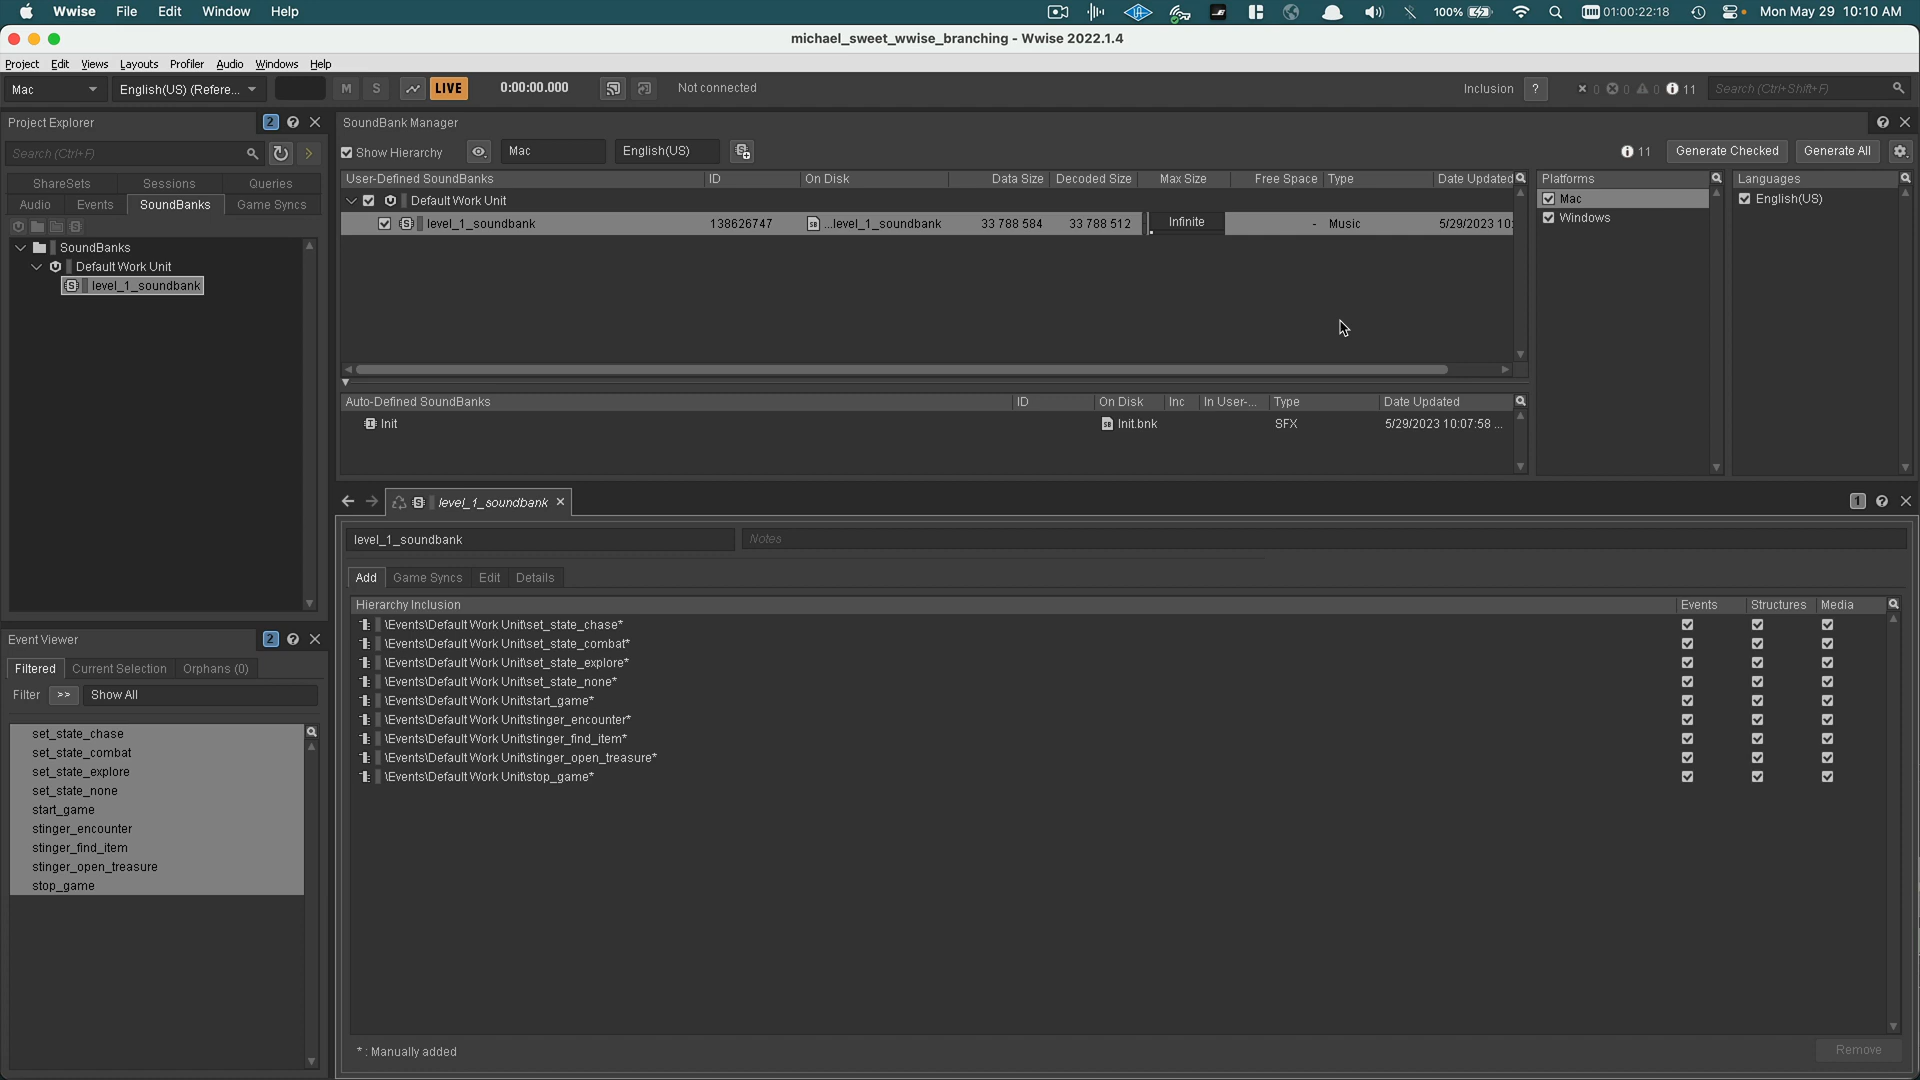 Wwise File Edit Window Help 100% 01:00:22:18 Mon May 29 10:10 AM
michael_sweet_wwise_branching - Wwise 2022.1.4
Project Edit Views Layouts Profiler Audio Windows Help
Mac English(US) (Refere... M S LIVE 0:00:00.000 Not connected Inclusion ? 0 0 0 11 Search (Ctrl+Shift+F)
Project Explorer 2
Search (Ctrl+F)
ShareSets Sessions Queries
Audio Events SoundBanks Game Syncs
SoundBanks
Default Work Unit
level_1_soundbank
SoundBank Manager
Show Hierarchy Mac English(US) 11 Generate Checked Generate All
User-Defined SoundBanks ID On Disk Data Size Decoded Size Max Size Free Space Type Date Updated
Default Work Unit
level_1_soundbank 138626747 ...level_1_soundbank 33 788 584 33 788 512 Infinite - Music 5/29/2023 10:
Platforms
Mac
Windows
Languages
English(US)
Auto-Defined SoundBanks ID On Disk Inc In User-... Type Date Updated
Init Init.bnk SFX 5/29/2023 10:07:58 ...
level_1_soundbank 1
level_1_soundbank Notes
Add Game Syncs Edit Details
Hierarchy Inclusion Events Structures Media
\Events\Default Work Unit\set_state_chase*
\Events\Default Work Unit\set_state_combat*
\Events\Default Work Unit\set_state_explore*
\Events\Default Work Unit\set_state_none*
\Events\Default Work Unit\start_game*
\Events\Default Work Unit\stinger_encounter*
\Events\Default Work Unit\stinger_find_item*
\Events\Default Work Unit\stinger_open_treasure*
\Events\Default Work Unit\stop_game*
* : Manually added Remove
Event Viewer 2
Filtered Current Selection Orphans (0)
Filter >> Show All
set_state_chase
set_state_combat
set_state_explore
set_state_none
start_game
stinger_encounter
stinger_find_item
stinger_open_treasure
stop_game